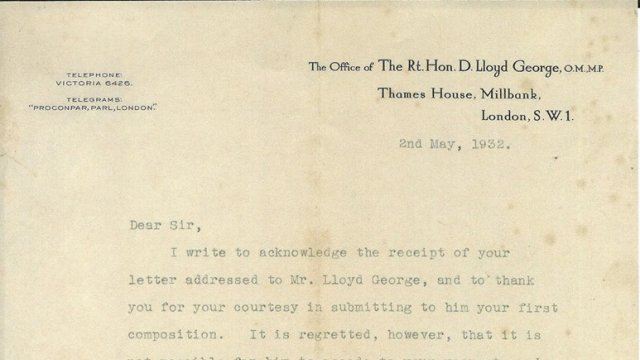 TELEPHONE:
VICTORIA 6426.
TELEGRAMS:
"PROCONPAR, PARL, LONDON."
The Office of The Rt. Hon. D. Lloyd George, O.M., M.P.
Thames House, Millbank,
London, S.W.1.
2nd May, 1932.
Dear Sir,
I write to acknowledge the receipt of your
letter addressed to Mr. Lloyd George, and to thank
you for your courtesy in submitting to him your first
composition. It is regretted, however, that it is